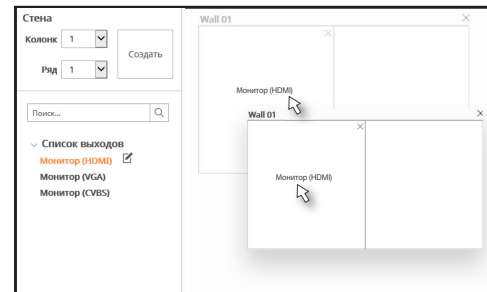 Стена
Колонк 1
Создать
Ряд 1
Поиск...
Список выходов
Монитор (HDMI)
Монитор (VGA)
Монитор (CVBS)
Wall 01
Монитор (HDMI)
Wall 01
Монитор (HDMI)